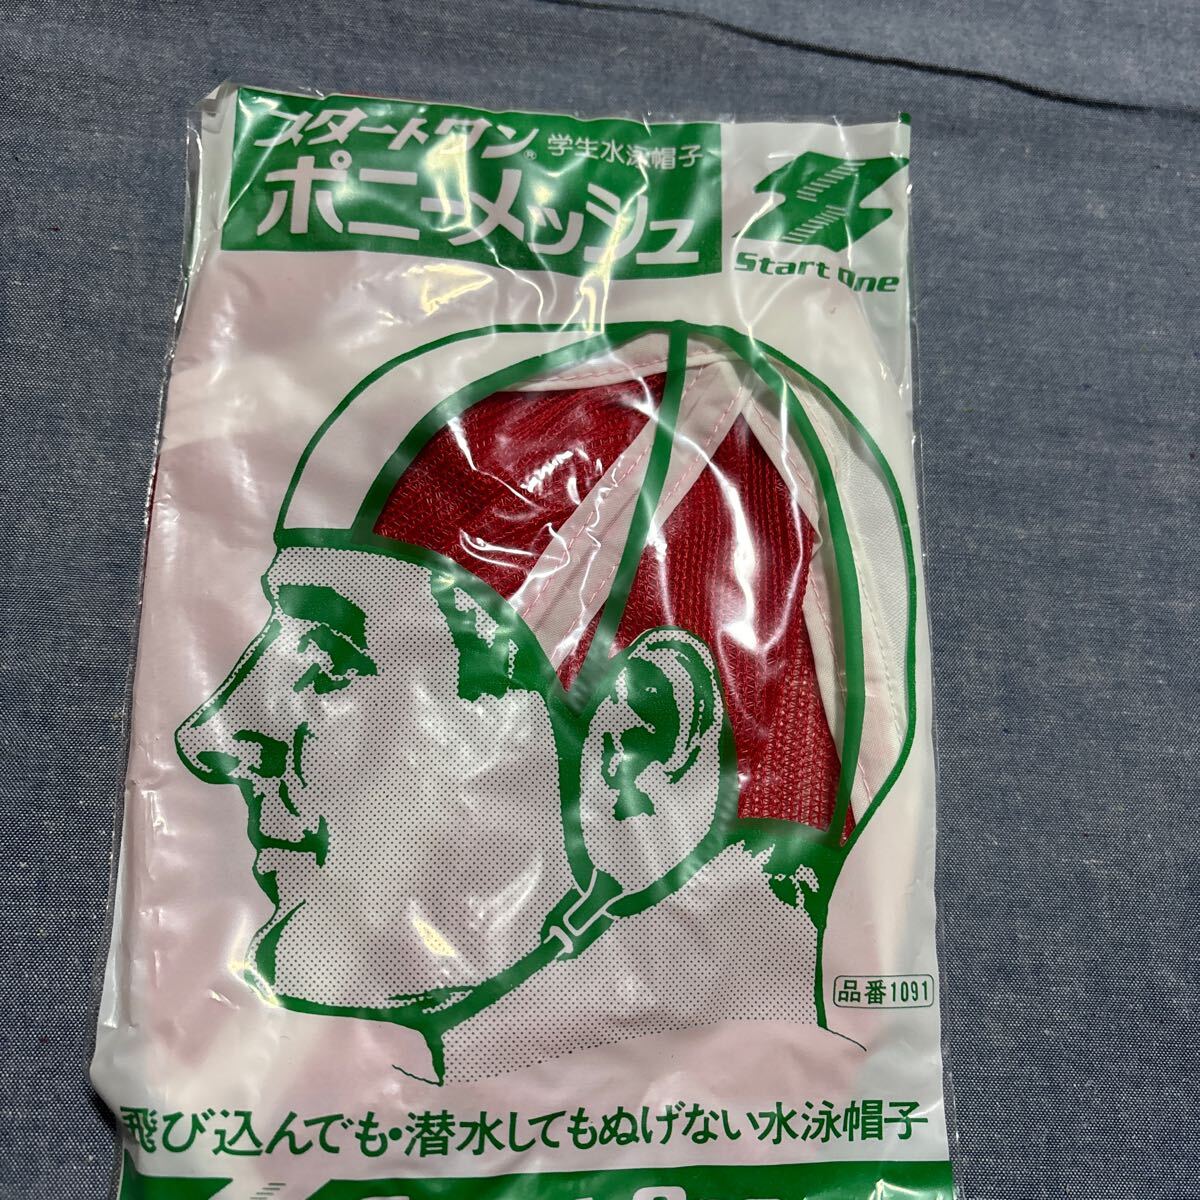 スタートワン® 学生水泳帽子
ポニーメッシュ
Start One
品番1091
飛び込んでも・潜水してもぬげない水泳帽子